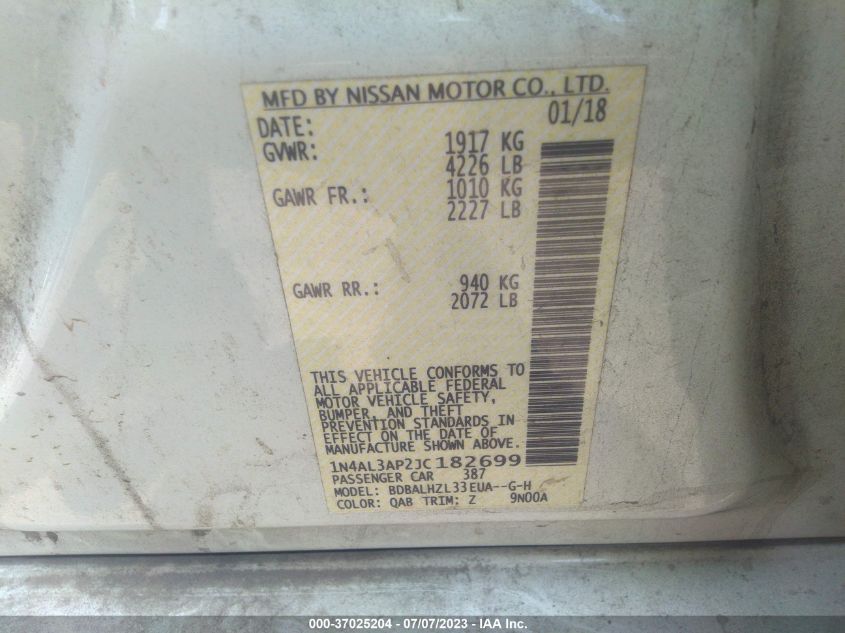 MFD BY NISSAN MOTOR CO., LTD.
DATE: 01/18
GVWR: 1917 KG
4226 LB
GAWR FR.: 1010 KG
2227 LB
GAWR RR.: 940 KG
2072 LB
THIS VEHICLE CONFORMS TO
ALL APPLICABLE FEDERAL
MOTOR VEHICLE SAFETY,
BUMPER, AND THEFT
PREVENTION STANDARDS IN
EFFECT ON THE DATE OF
MANUFACTURE SHOWN ABOVE.
1N4AL3AP2JC182699
PASSENGER CAR 387
MODEL: BDBALHZL33EUA--G-H
COLOR: QAB TRIM: Z 9N00A
000-37025204 - 07/07/2023 - IAA Inc.